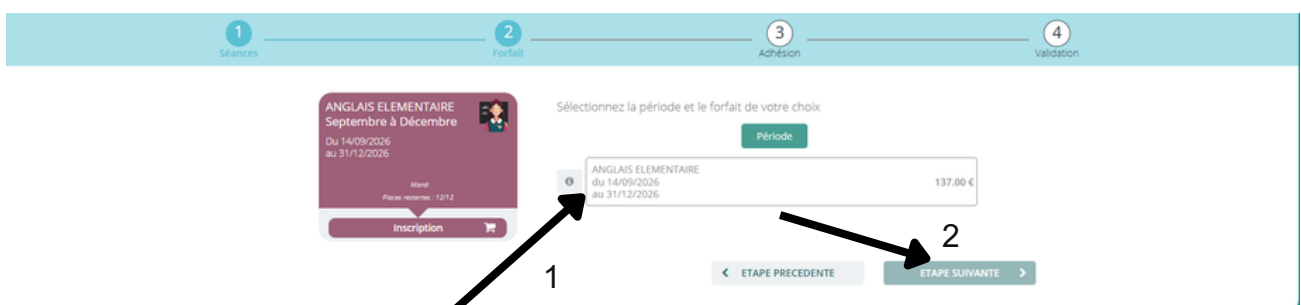 1
2
3
4
Séances
Forfait
Adhésion
Validation
ANGLAIS ELEMENTAIRE
Septembre à Décembre
Du 14/09/2026
au 31/12/2026
Mardi
Places restantes : 12/12
Inscription
Sélectionnez la période et le forfait de votre choix
Période
ANGLAIS ELEMENTAIRE
du 14/09/2026
au 31/12/2026
137.00 €
1
2
ETAPE PRECEDENTE
ETAPE SUIVANTE